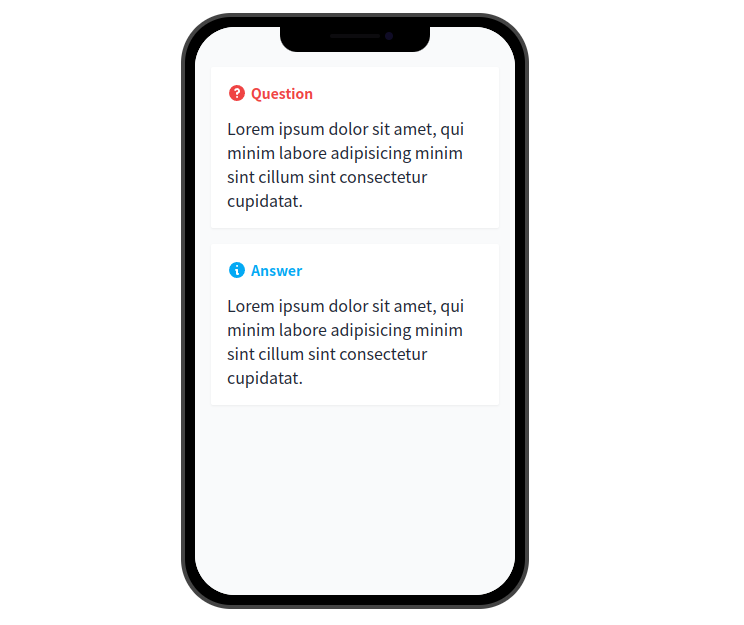 Question
Lorem ipsum dolor sit amet, qui
minim labore adipisicing minim
sint cillum sint consectetur
cupidatat.
Answer
Lorem ipsum dolor sit amet, qui
minim labore adipisicing minim
sint cillum sint consectetur
cupidatat.